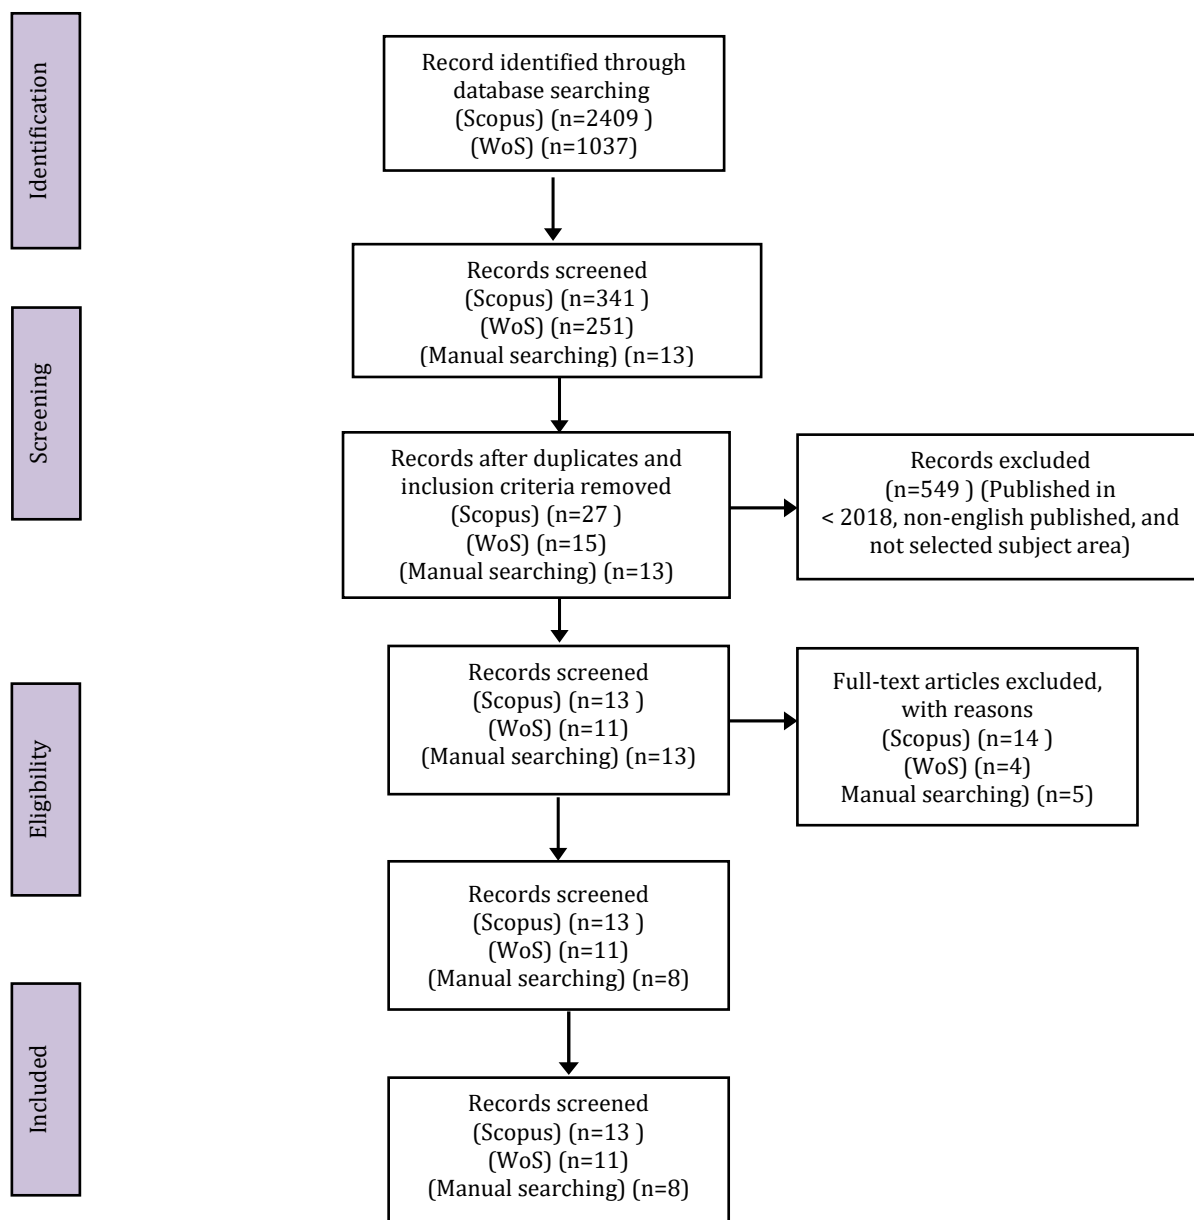 Identification
Record identified through
database searching
(Scopus) (n=2409 )
(WoS) (n=1037)
Records screened
(Scopus) (n=341 )
(WoS) (n=251)
(Manual searching) (n=13)
Screening
Records after duplicates and
inclusion criteria removed
(Scopus) (n=27 )
(WoS) (n=15)
(Manual searching) (n=13)
Records excluded
(n=549 ) (Published in
< 2018, non-english published, and
not selected subject area)
Eligibility
Records screened
(Scopus) (n=13 )
(WoS) (n=11)
(Manual searching) (n=13)
Full-text articles excluded,
with reasons
(Scopus) (n=14 )
(WoS) (n=4)
Manual searching) (n=5)
Records screened
(Scopus) (n=13 )
(WoS) (n=11)
(Manual searching) (n=8)
Included
Records screened
(Scopus) (n=13 )
(WoS) (n=11)
(Manual searching) (n=8)